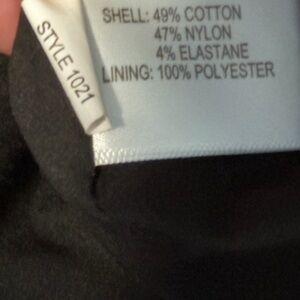 STYLE 1021
SHELL: 49% COTTON
47% NYLON
4% ELASTANE
LINING: 100% POLYESTER